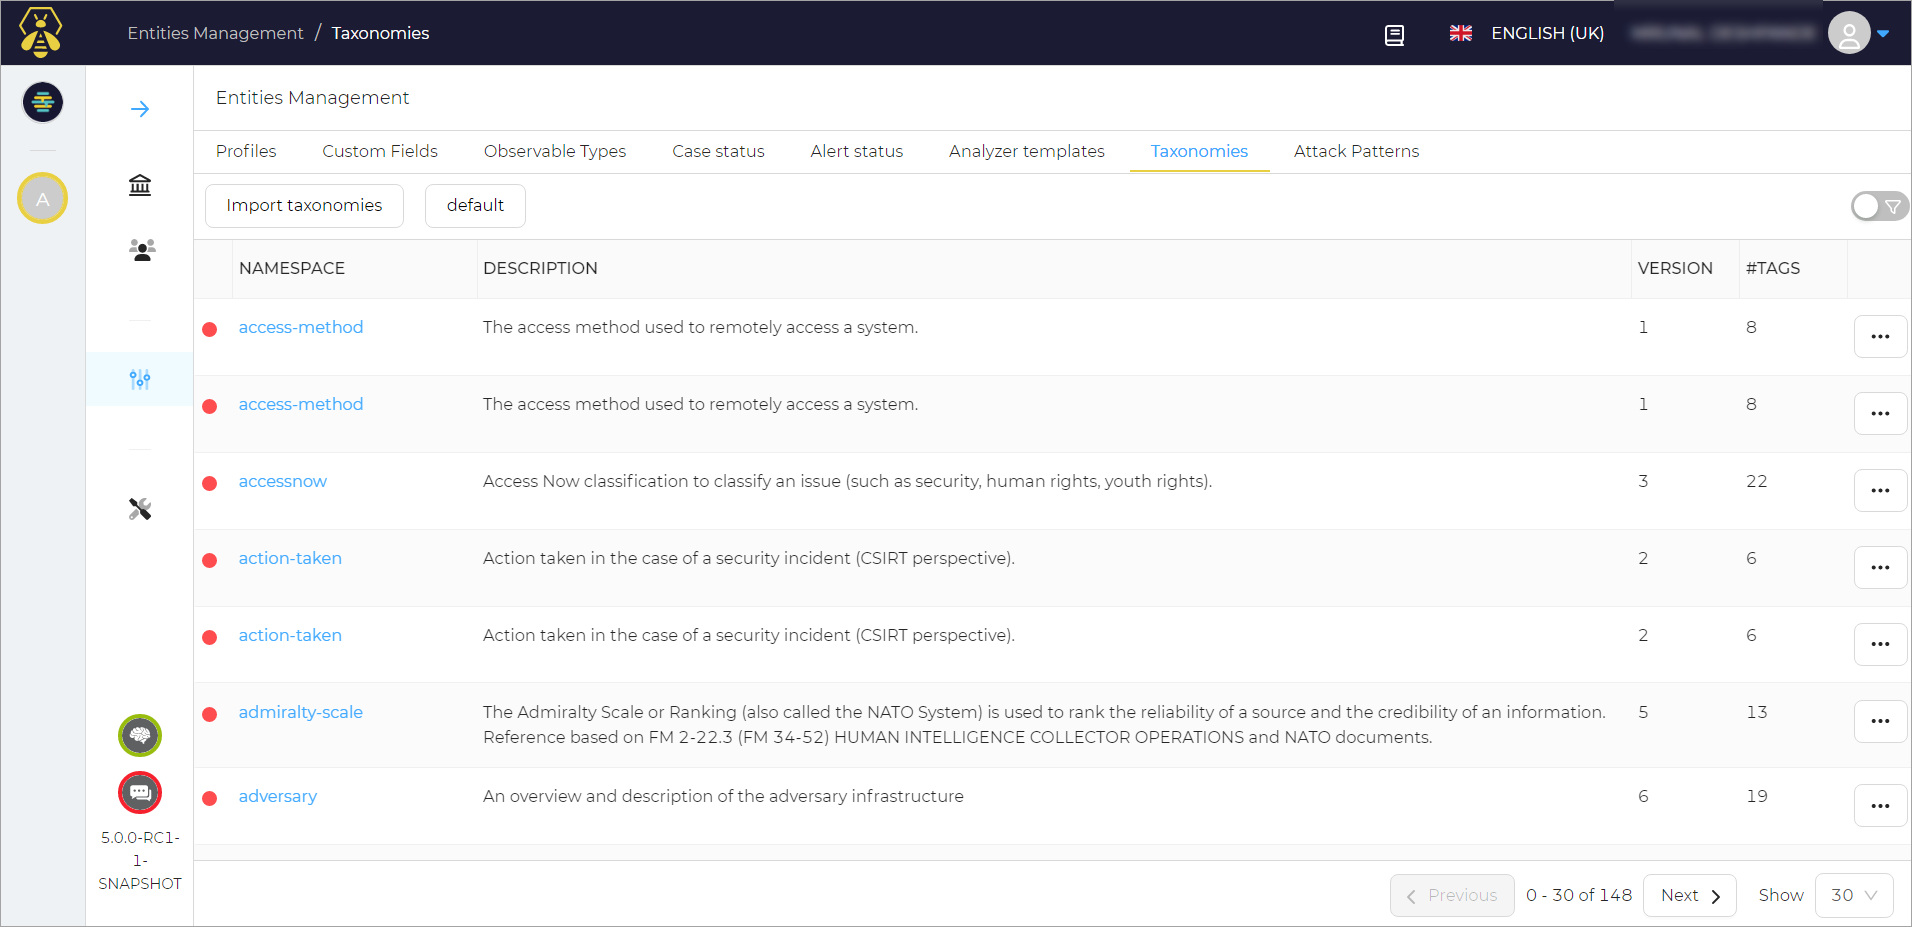 Entities Management / Taxonomies
ENGLISH (UK)
Entities Management
A
Profiles Custom Fields Observable Types Case status Alert status Analyzer templates Taxonomies Attack Patterns
Import taxonomies default
NAMESPACE DESCRIPTION VERSION #TAGS
access-method The access method used to remotely access a system. 1 8
access-method The access method used to remotely access a system. 1 8
accessnow Access Now classification to classify an issue (such as security, human rights, youth rights). 3 22
action-taken Action taken in the case of a security incident (CSIRT perspective). 2 6
action-taken Action taken in the case of a security incident (CSIRT perspective). 2 6
admiralty-scale The Admiralty Scale or Ranking (also called the NATO System) is used to rank the reliability of a source and the credibility of an information. 5 13
Reference based on FM 2-22.3 (FM 34-52) HUMAN INTELLIGENCE COLLECTOR OPERATIONS and NATO documents.
adversary An overview and description of the adversary infrastructure 6 19
5.0.0-RC1-
1-
SNAPSHOT
Previous 0 - 30 of 148 Next Show 30